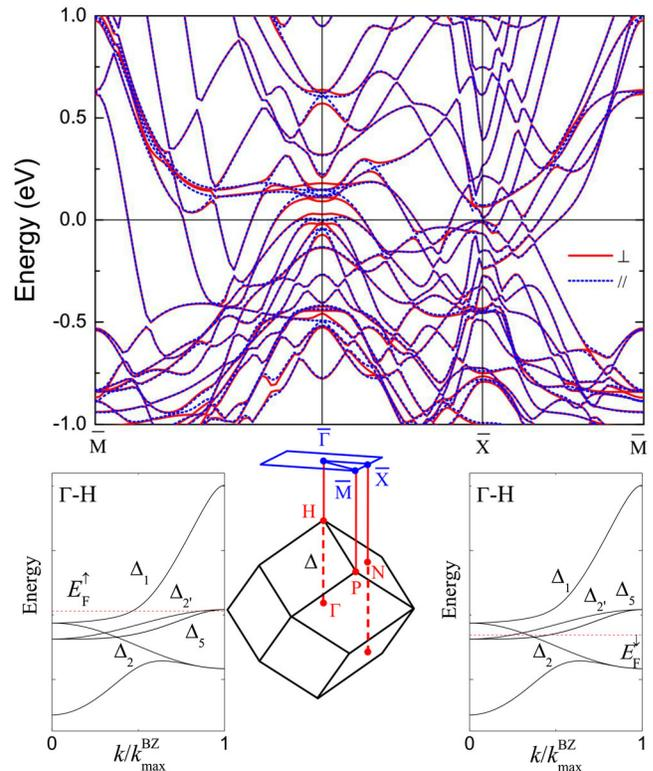 1.0
0.5
0.0
-0.5
-1.0
Energy (eV)
⊥
//
M̅ Γ̅ X̅ M̅
Γ̅
X̅
M̅
H
Δ
N
P
Γ
Γ-H
Energy
Δ₁
E_F^↑
Δ₂'
Δ₅
Δ₂
0 1
k/k_max^BZ
Γ-H
Energy
Δ₁
Δ₂'
Δ₅
Δ₂
E_F^↓
0 1
k/k_max^BZ